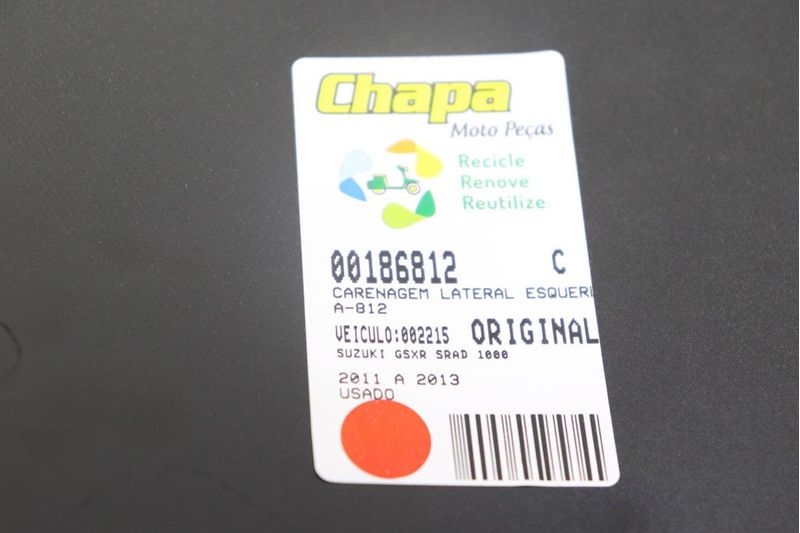 Chapa
Moto Peças
Recicle
Renove
Reutilize
00186812 C
CARENAGEM LATERAL ESQUER
A-812
VEICULO:002215 ORIGINAL
SUZUKI GSXR SRAD 1000
2011 A 2013
USADO